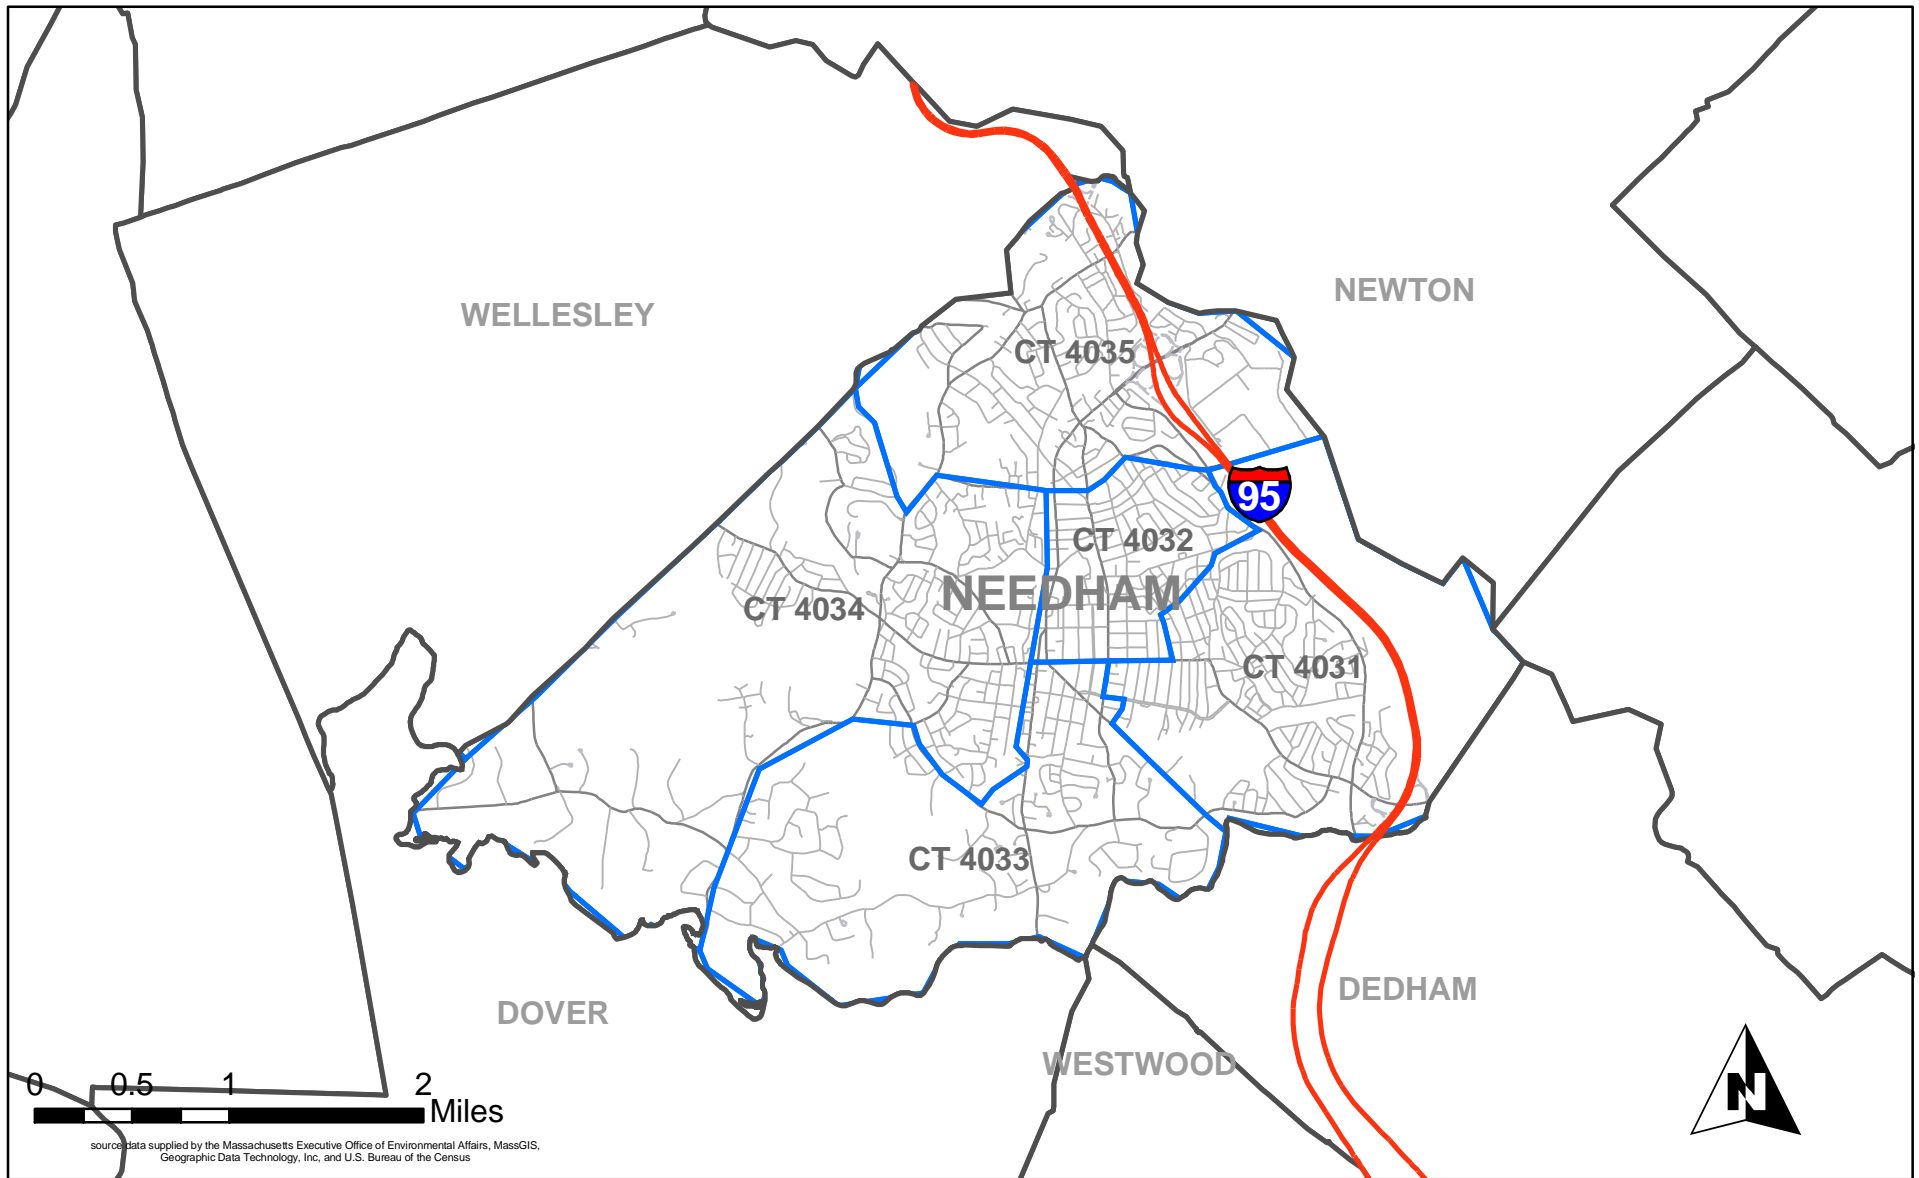 WELLESLEY
NEWTON
CT 4035
95
CT 4032
NEEDHAM
CT 4034
CT 4031
CT 4033
DEDHAM
DOVER
WESTWOOD
0 0.5 1 2
Miles
N
source data supplied by the Massachusetts Executive Office of Environmental Affairs, MassGIS,
Geographic Data Technology, Inc, and U.S. Bureau of the Census